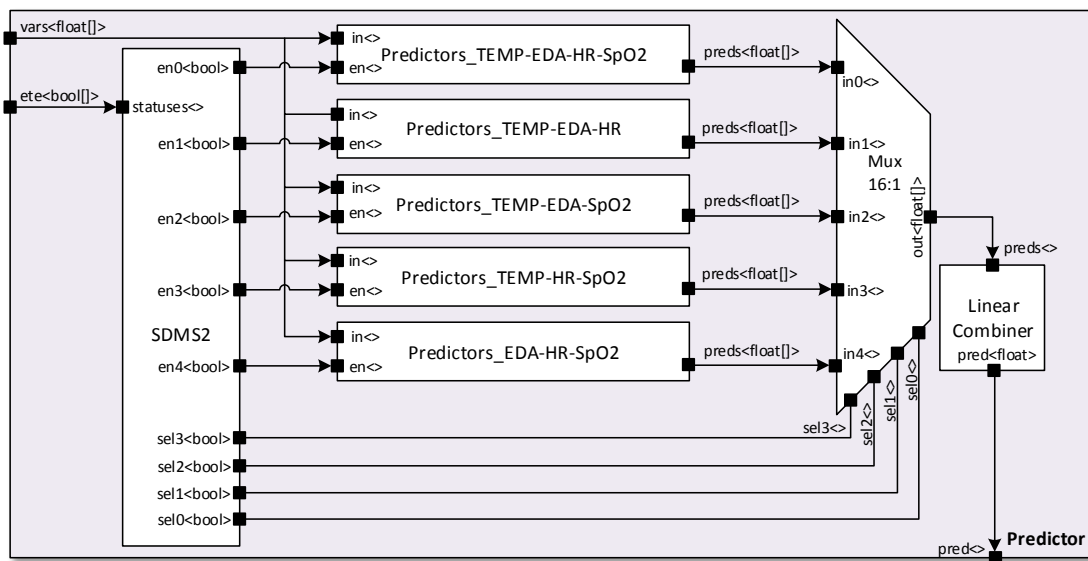 vars<float[]>
ete<bool[]>
statuses<>
en0<bool>
en1<bool>
en2<bool>
en3<bool>
SDMS2
en4<bool>
sel3<bool>
sel2<bool>
sel1<bool>
sel0<bool>
in<>
en<>
Predictors_TEMP-EDA-HR-SpO2
preds<float[]>
in<>
en<>
Predictors_TEMP-EDA-HR
preds<float[]>
in<>
en<>
Predictors_TEMP-EDA-SpO2
preds<float[]>
in<>
en<>
Predictors_TEMP-HR-SpO2
preds<float[]>
in<>
en<>
Predictors_EDA-HR-SpO2
preds<float[]>
in0<>
in1<>
Mux
16:1
in2<>
in3<>
in4<>
out<float[]>
sel3<>
sel2<>
sel1<>
sel0<>
preds<>
Linear
Combiner
pred<float>
Predictor
pred<>